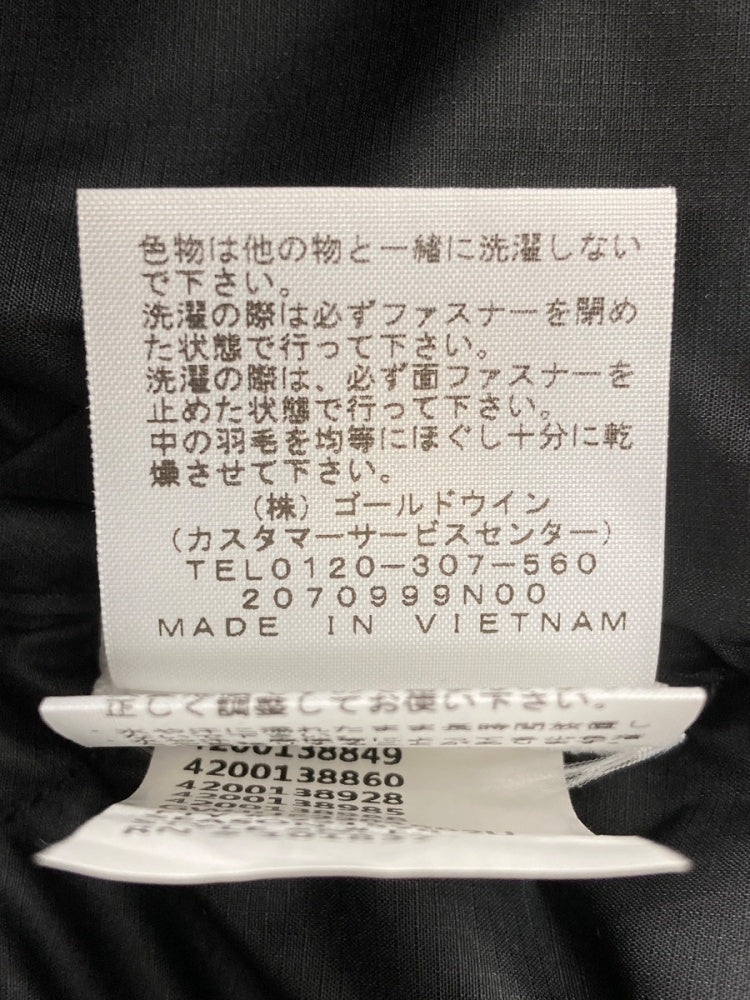 色物は他の物と一緒に洗濯しない
で下さい。
洗濯の際は必ずファスナーを閉め
た状態で行って下さい。
洗濯の際は、必ず面ファスナーを
止めた状態で行って下さい。
中の羽毛を均等にほぐし十分に乾
燥させて下さい。
（株）ゴールドウイン
（カスタマーサービスセンター）
TEL0120-307-560
2070999N00
MADE IN VIETNAM
正しく調整してお使い下さい。
4200138849
4200138860
4200138928
4200138985